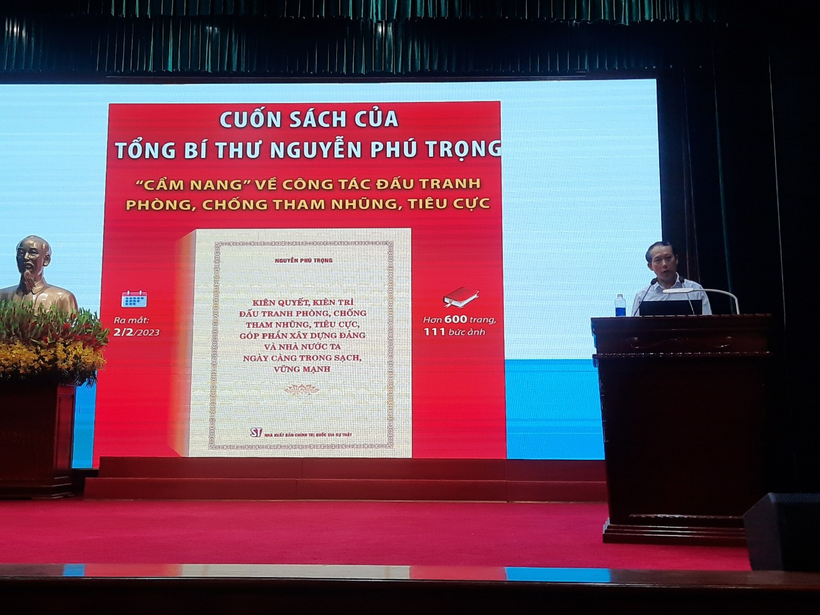 CUỐN SÁCH CỦA
TỔNG BÍ THƯ NGUYỄN PHÚ TRỌNG
“CẨM NANG” VỀ CÔNG TÁC ĐẤU TRANH
PHÒNG, CHỐNG THAM NHŨNG, TIÊU CỰC
NGUYỄN PHÚ TRỌNG
KIÊN QUYẾT, KIÊN TRÌ
ĐẤU TRANH PHÒNG, CHỐNG
THAM NHŨNG, TIÊU CỰC,
GÓP PHẦN XÂY DỰNG ĐẢNG
VÀ NHÀ NƯỚC TA
NGÀY CÀNG TRONG SẠCH,
VỮNG MẠNH
ST NHÀ XUẤT BẢN CHÍNH TRỊ QUỐC GIA SỰ THẬT
Ra mắt:
2/2/2023
Hơn 600 trang,
111 bức ảnh